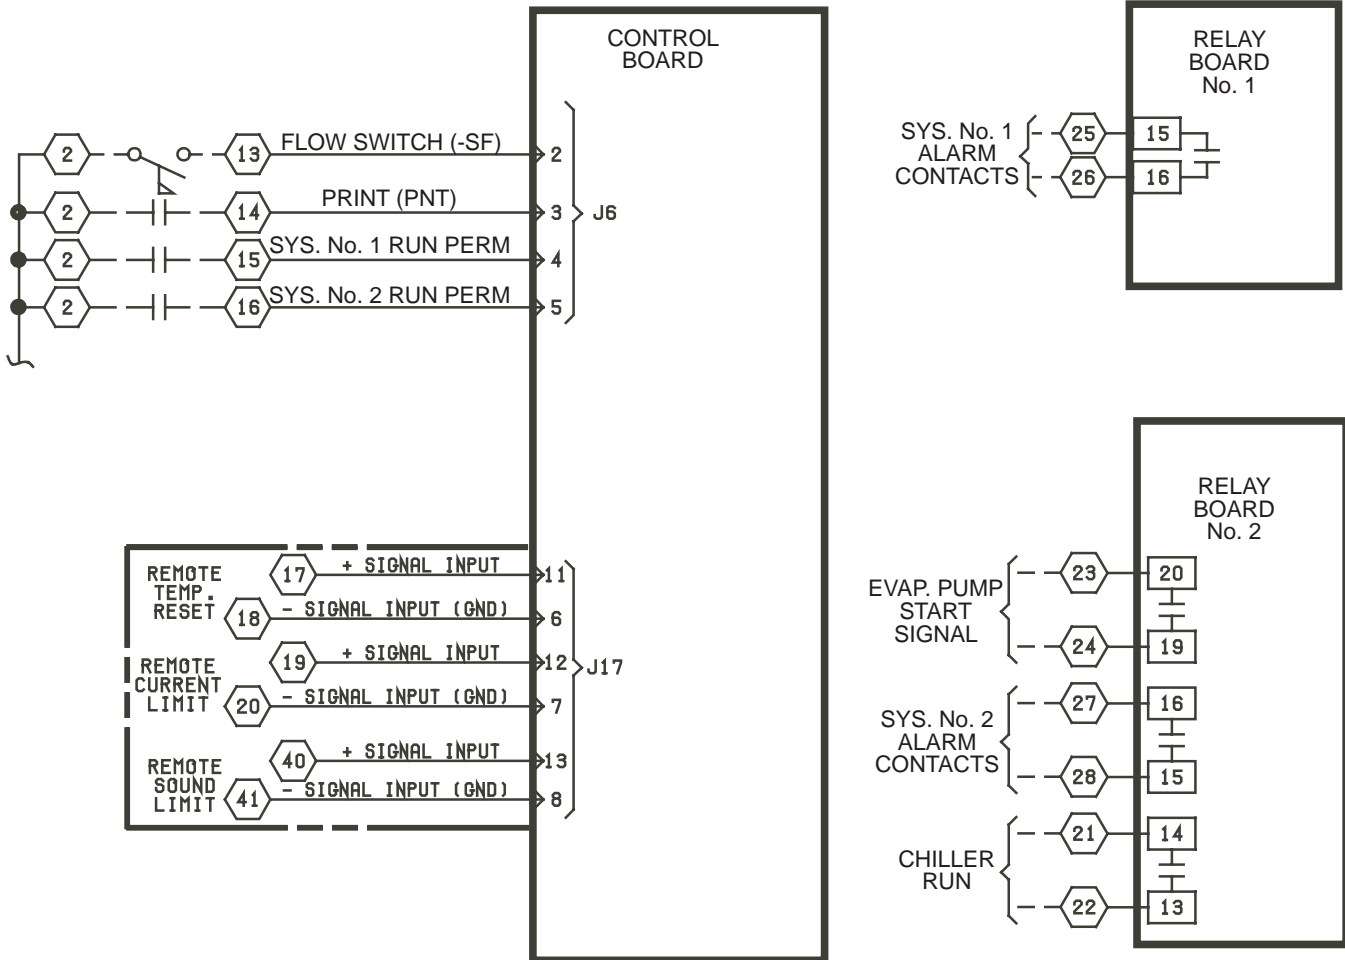 CONTROL
BOARD
2
13
FLOW SWITCH (-SF)
2
2
14
PRINT (PNT)
3
J6
2
15
SYS. No. 1 RUN PERM
4
2
16
SYS. No. 2 RUN PERM
5
REMOTE
TEMP.
RESET
17
+ SIGNAL INPUT
11
18
- SIGNAL INPUT (GND)
6
REMOTE
CURRENT
LIMIT
19
+ SIGNAL INPUT
12
J17
20
- SIGNAL INPUT (GND)
7
REMOTE
SOUND
LIMIT
40
+ SIGNAL INPUT
13
41
- SIGNAL INPUT (GND)
8
RELAY
BOARD
No. 1
SYS. No. 1
ALARM
CONTACTS
25
15
26
16
RELAY
BOARD
No. 2
EVAP. PUMP
START
SIGNAL
23
20
24
19
SYS. No. 2
ALARM
CONTACTS
27
16
28
15
CHILLER
RUN
21
14
22
13